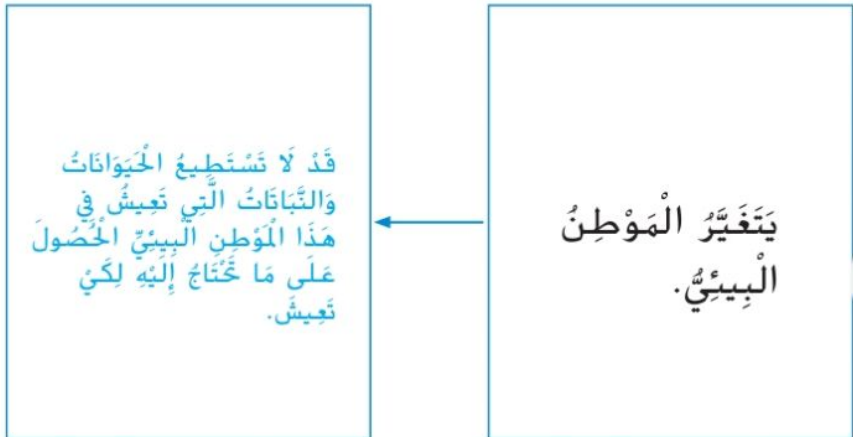 يَتَغَيَّرُ الْمَوْطِنُ
الْبِيئِيُّ.
قَدْ لَا تَسْتَطِيعُ الْحَيَوَانَاتُ
وَالنَّبَاتَاتُ الَّتِي تَعِيشُ فِي
هَذَا الْمَوْطِنِ الْبِيئِيِّ الْحُصُولَ
عَلَى مَا تَحْتَاجُ إِلَيْهِ لِكَيْ
تَعِيشَ.